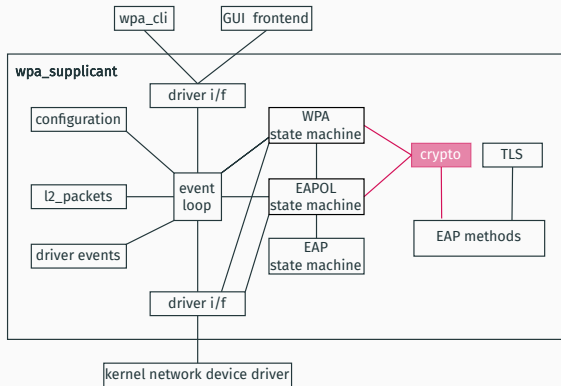 wpa_cli
GUI frontend
wpa_supplicant
driver i/f
configuration
WPA
state machine
crypto
TLS
event
loop
l2_packets
EAPOL
state machine
EAP methods
driver events
EAP
state machine
driver i/f
kernel network device driver